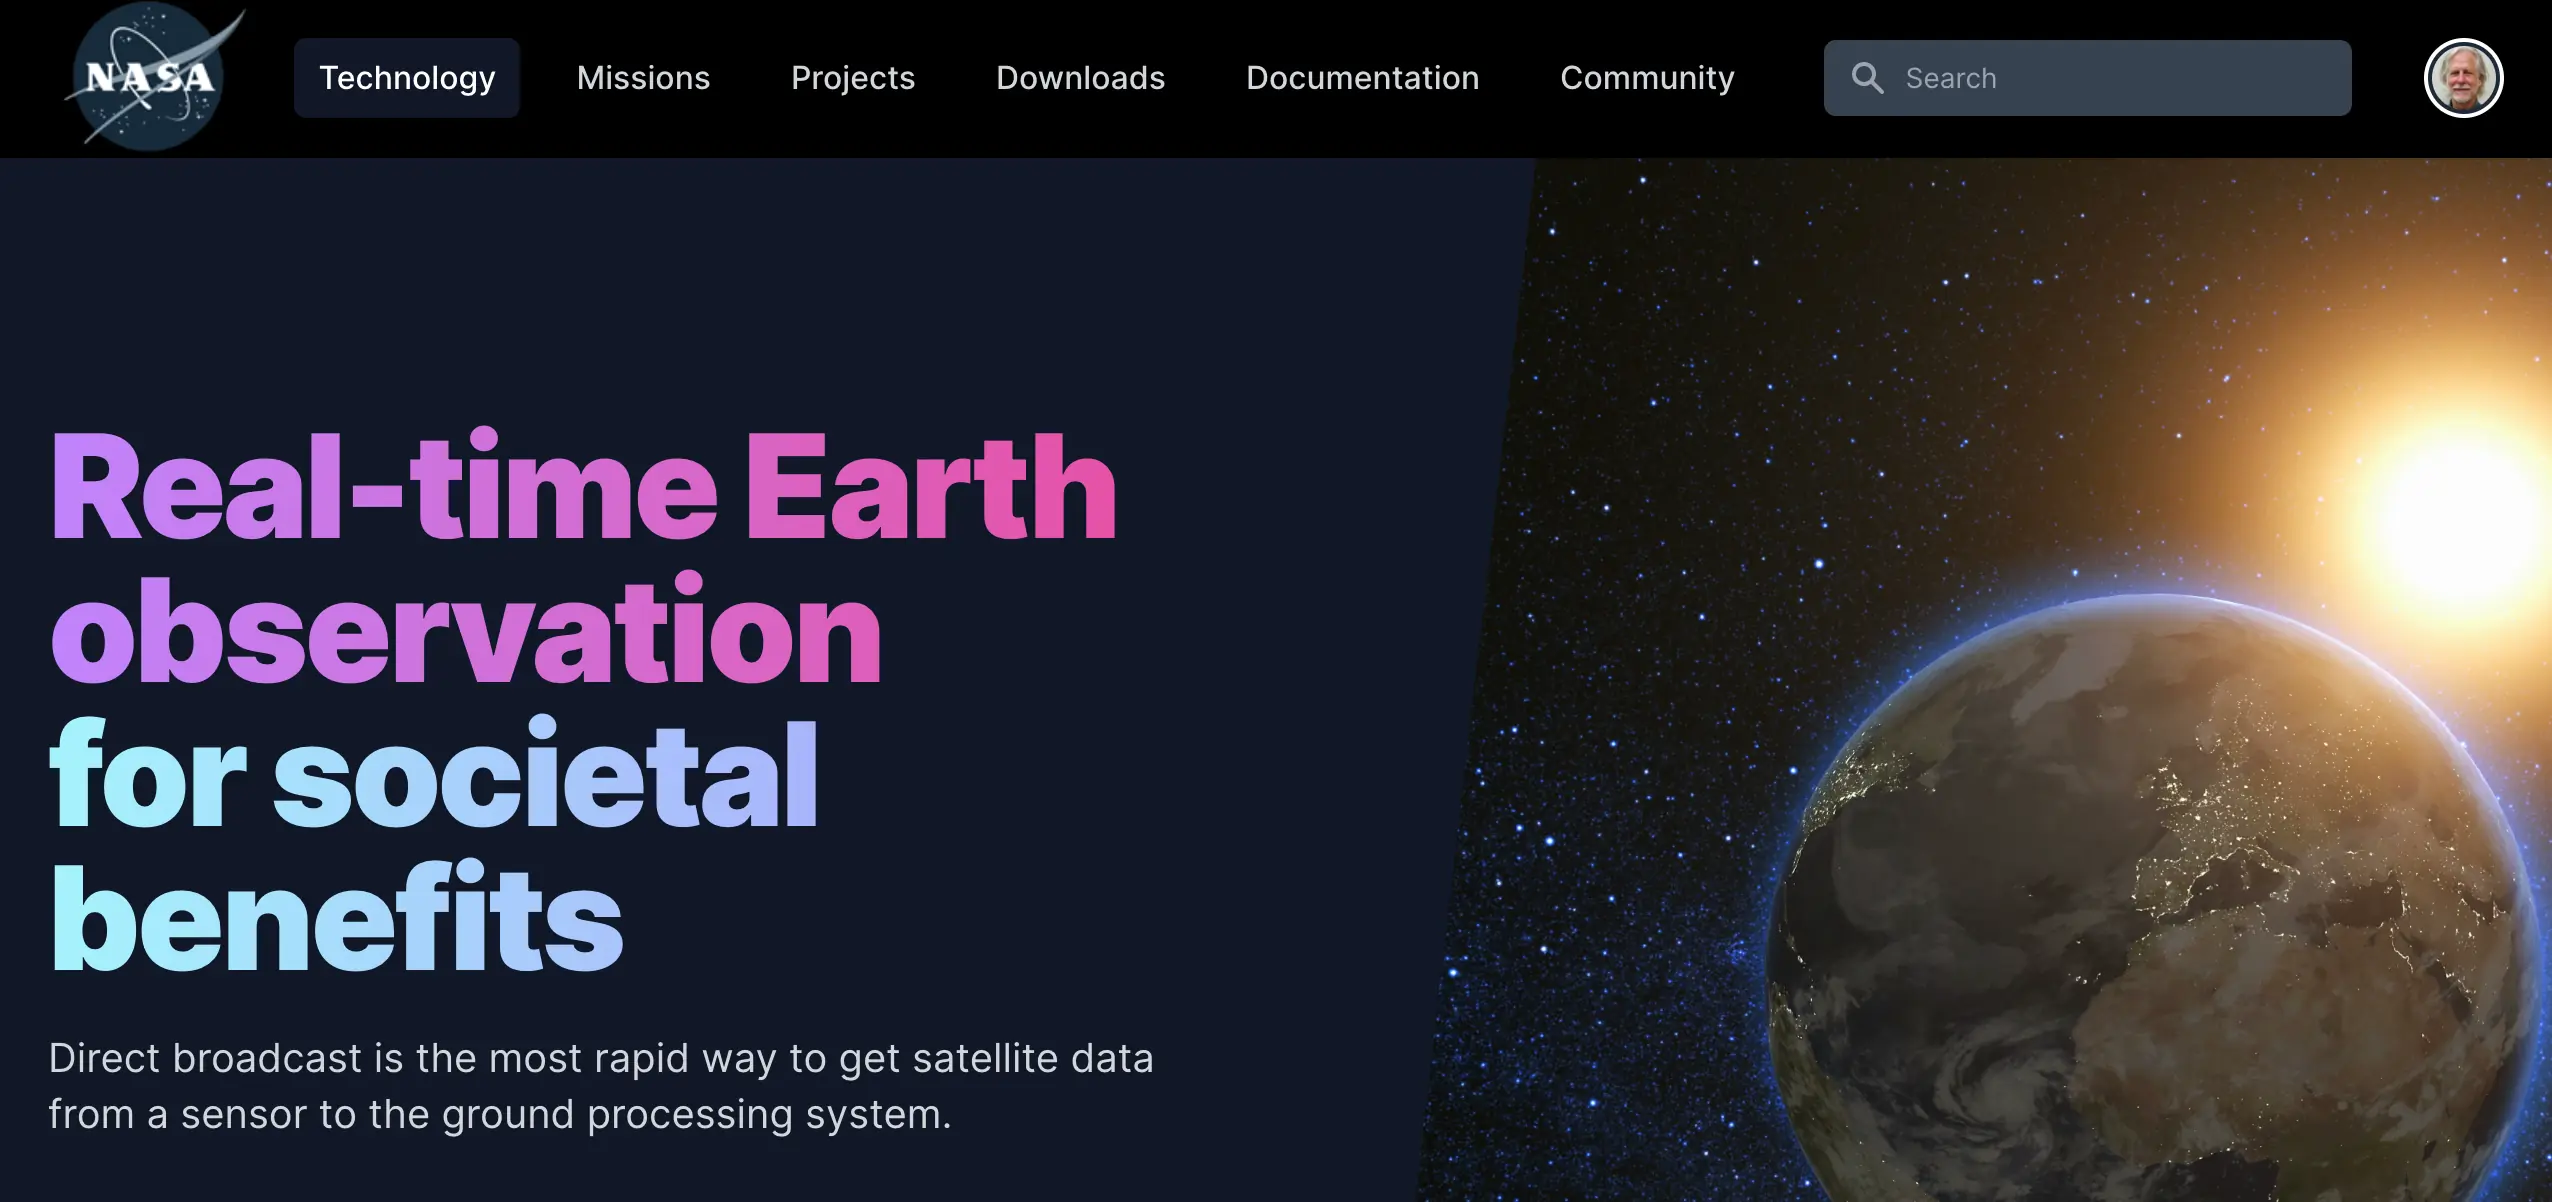 NASA
Technology
Missions
Projects
Downloads
Documentation
Community
Search
Real-time Earth
observation
for societal
benefits
Direct broadcast is the most rapid way to get satellite data
from a sensor to the ground processing system.